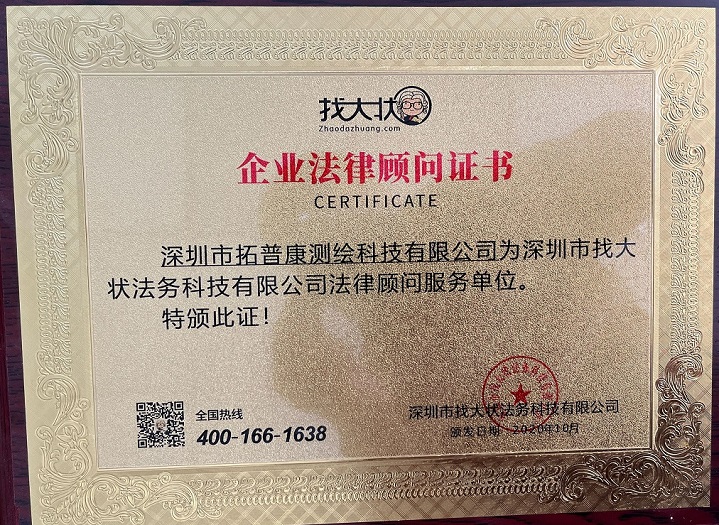 找大状
Zhaodazhuang.com
企业法律顾问证书
CERTIFICATE
深圳市拓普康测绘科技有限公司为深圳市找大
状法务科技有限公司法律顾问服务单位。
特颁此证！
全国热线
400-166-1638
深圳市找大状法务科技有限公司
颁发日期：2020年10月